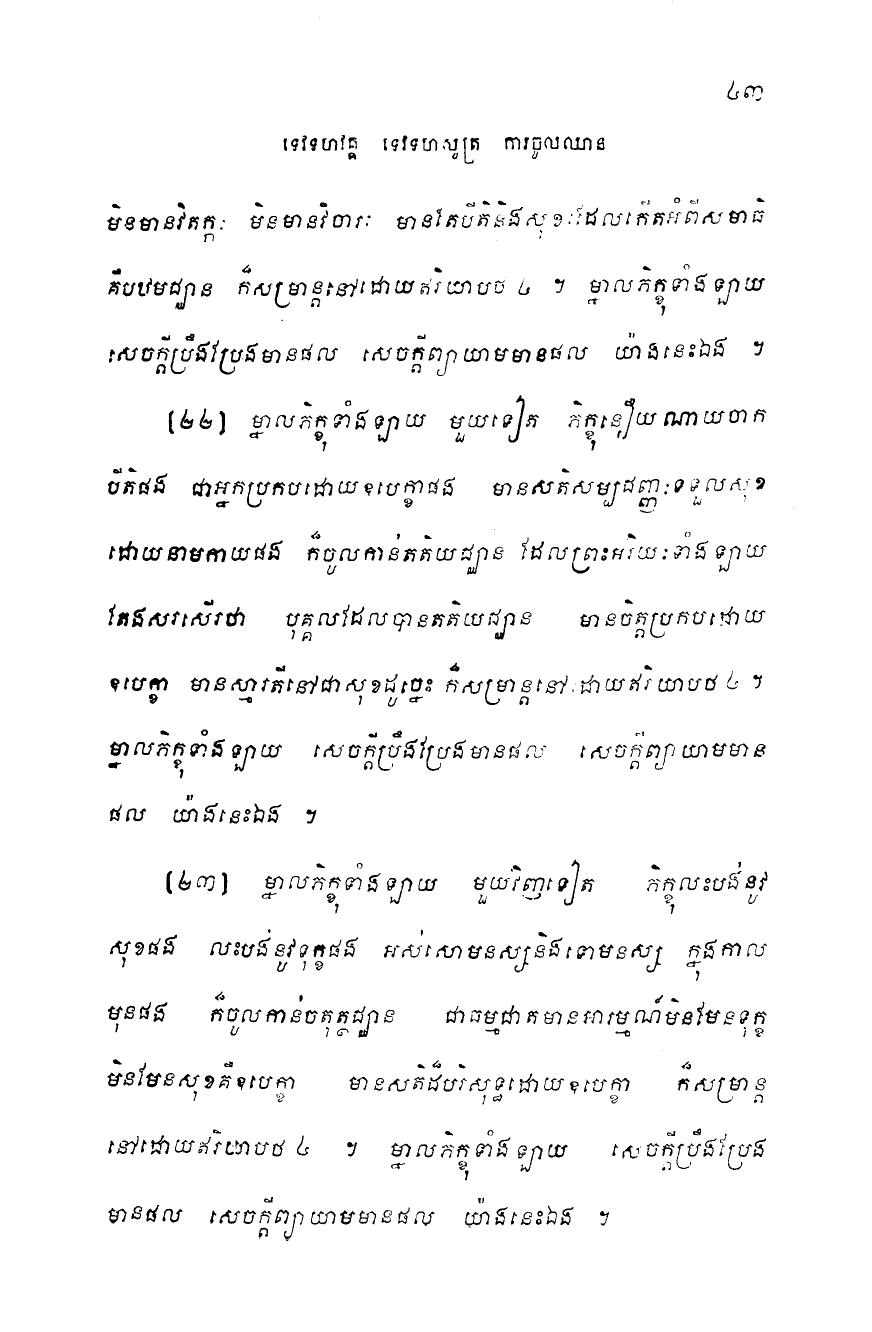 ៤៣
ទេវទហវគ្គ ទេវទហសូត្រ ការចូលឈាន
មិនមានវិតក្កៈ មិនមានវិចារៈ មានតែបីតិនិងសុខៈដែលកើតអំពីសមាធិ
គឺបឋមជ្ឈាន ក៏សម្រាន្តនៅដោយឥរិយាបថ ៤ ។ ម្នាលភិក្ខុទាំងឡាយ
សេចក្តីប្រឹងប្រែងមានផល សេចក្តីព្យាយាមមានផល យ៉ាងនេះឯង ។
(៤៤) ម្នាលភិក្ខុទាំងឡាយ មួយទៀត ភិក្ខុនឿយណាយចាក
បីតិផង ជាអ្នកប្រកបដោយឧបេក្ខាផង មានសតិសម្បជញ្ញៈទទួលសុខ
ដោយនាមកាយផង ក៏ចូលកាន់តតិយជ្ឈាន ដែលព្រះអរិយៈទាំងឡាយ
តែងសរសើរថា បុគ្គលដែលបានតតិយជ្ឈាន មានចិត្តប្រកបដោយ
ឧបេក្ខា មានស្មារតីនៅជាសុខដូច្នេះ ក៏សម្រាន្តនៅដោយឥរិយាបថ ៤ ។
ម្នាលភិក្ខុទាំងឡាយ សេចក្តីប្រឹងប្រែងមានផល សេចក្តីព្យាយាមមាន
ផល យ៉ាងនេះឯង ។
(៤៣) ម្នាលភិក្ខុទាំងឡាយ មួយវិញទៀត ភិក្ខុលះបង់នូវ
សុខផង លះបង់នូវទុក្ខផង អស់សោមនស្សនិងទោមនស្ស ក្នុងកាល
មុនផង ក៏ចូលកាន់ចតុត្ថជ្ឈាន ជាធម្មជាតមានអារម្មណ៍មិនមែនទុក្ខ
មិនមែនសុខគឺឧបេក្ខា មានសតិដ៏បរិសុទ្ធដោយឧបេក្ខា ក៏សម្រាន្ត
នៅដោយឥរិយាបថ ៤ ។ ម្នាលភិក្ខុទាំងឡាយ សេចក្តីប្រឹងប្រែង
មានផល សេចក្តីព្យាយាមមានផល យ៉ាងនេះឯង ។